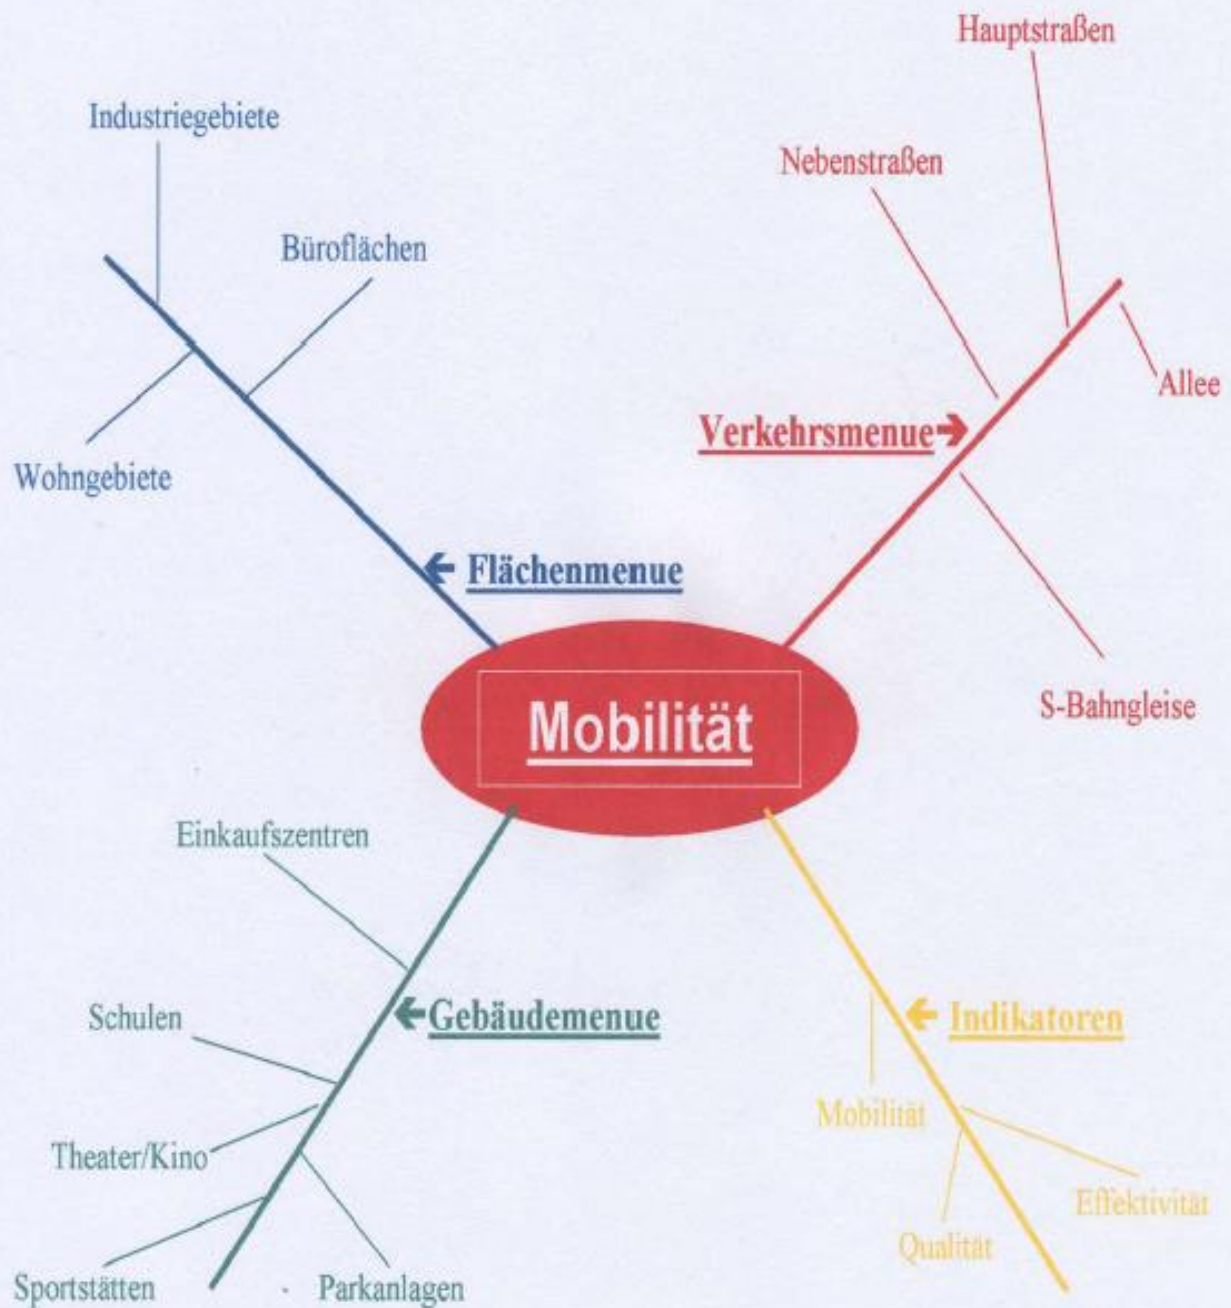 Hauptstraßen
Industriegebiete
Nebenstraßen
Büroflächen
Allee
Verkehrsmenue
Wohngebiete
Flächenmenue
S-Bahngleise
Mobilität
Einkaufszentren
Schulen
Gebäudemenue
Indikatoren
Mobilität
Theater/Kino
Effektivität
Qualität
Sportstätten
Parkanlagen